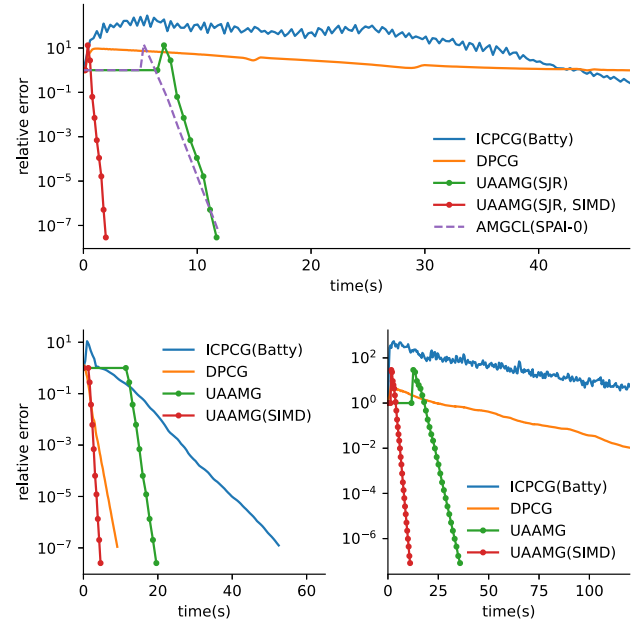 relative error
10¹
10⁻¹
10⁻³
10⁻⁵
10⁻⁷
ICPCG(Batty)
DPCG
UAAMG(SJR)
UAAMG(SJR, SIMD)
AMGCL(SPAI-0)
0 10 20 30 40
time(s)
relative error
10¹
10⁻¹
10⁻³
10⁻⁵
10⁻⁷
ICPCG(Batty)
DPCG
UAAMG
UAAMG(SIMD)
0 20 40 60
time(s)
10²
10⁰
10⁻²
10⁻⁴
10⁻⁶
ICPCG(Batty)
DPCG
UAAMG
UAAMG(SIMD)
0 25 50 75 100
time(s)